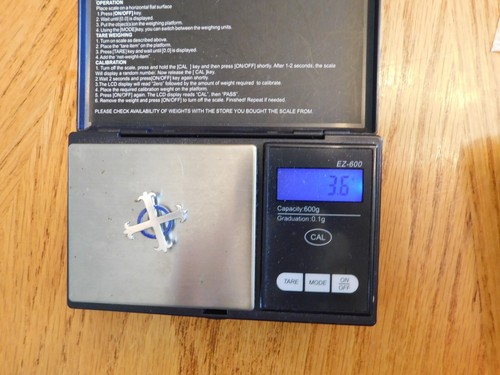 OPERATION
Place scale on a horizontal flat surface
1. Press [ON/OFF] key.
2. Wait until [0.0] is displayed.
3. Put the object(s) on the weighing platform.
4. Using the [MODE] key, you can switch between the weighing units.
TARE WEIGHING
1. Turn on scale as described above.
2. Place the "tare item" on the platform.
3. Press [TARE] key and wait until [0.0] is displayed.
4. Add the "net-weight-item"
CALIBRATION
1. Turn off the scale, press and hold the [CAL ] key and then press [ON/OFF] shortly. After 1-2 seconds, the scale
Will display a random number. Now release the [ CAL ] key.
2. Wait 2 seconds and press[ON/OFF] key again shortly
3. The LCD display will read "Zero" followed by the amount of weight required to calibrate.
4. Place the required calibration weight on the platform.
5. Press [ON/OFF] again. The LCD display reads "CAL", then "PASS".
6. Remove the weight and press [ON/OFF] to turn off the scale. Finished! Repeat if needed
PLEASE CHECK AVAILABILITY OF WEIGHTS WITH THE STORE YOU BOUGHT THE SCALE FROM.
EZ-600
3.6
Capacity:600g
Graduation:0.1g
CAL
TARE MODE ON/OFF